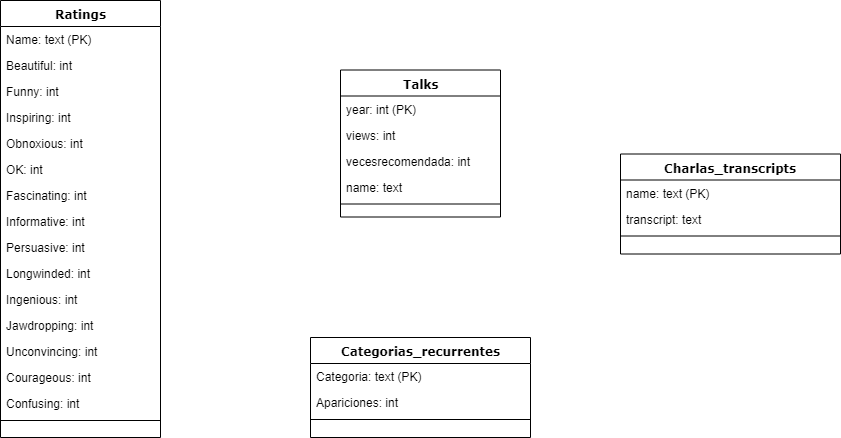 Ratings
Name: text (PK)
Beautiful: int
Funny: int
Inspiring: int
Obnoxious: int
OK: int
Fascinating: int
Informative: int
Persuasive: int
Longwinded: int
Ingenious: int
Jawdropping: int
Unconvincing: int
Courageous: int
Confusing: int
Talks
year: int (PK)
views: int
vecesrecomendada: int
name: text
Categorias_recurrentes
Categoria: text (PK)
Apariciones: int
Charlas_transcripts
name: text (PK)
transcript: text